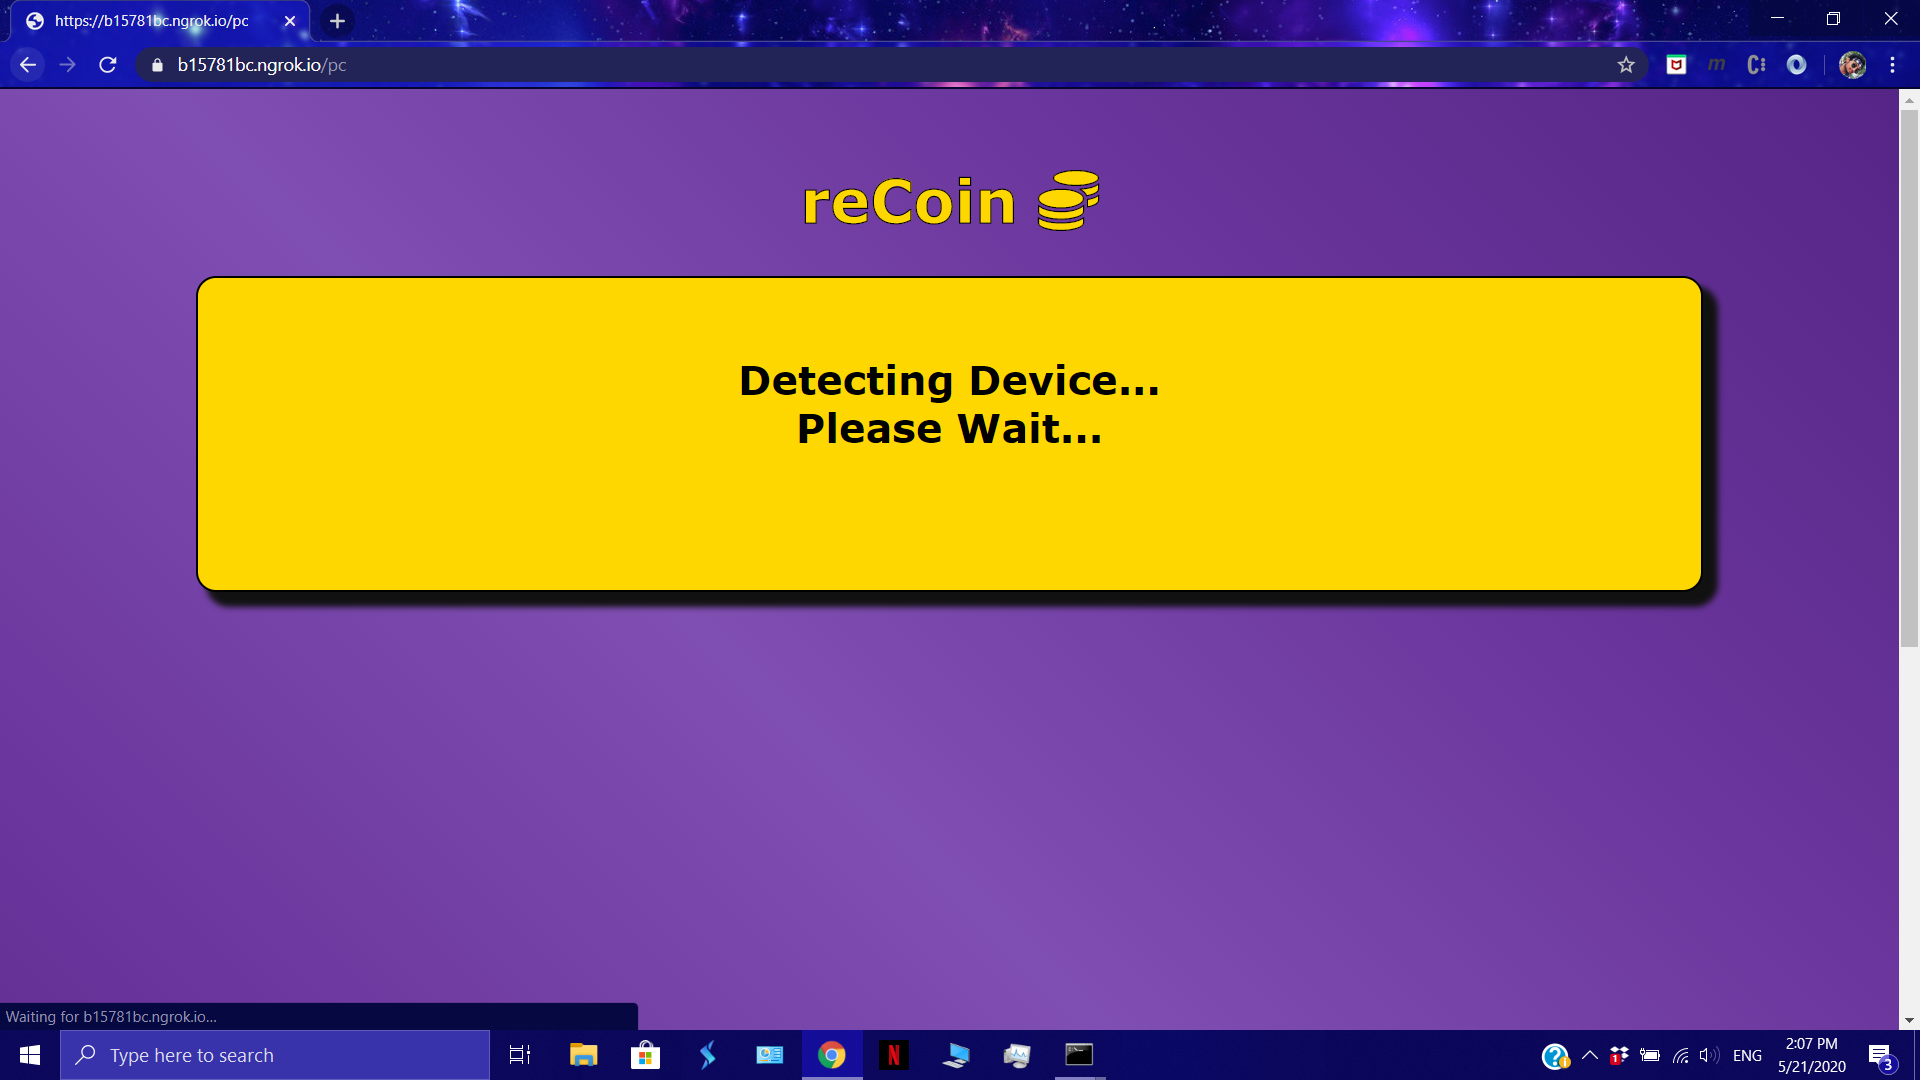 https://b15781bc.ngrok.io/pc
b15781bc.ngrok.io/pc
reCoin
Detecting Device...
Please Wait...
Waiting for b15781bc.ngrok.io...
Type here to search
ENG
2:07 PM
5/21/2020
3